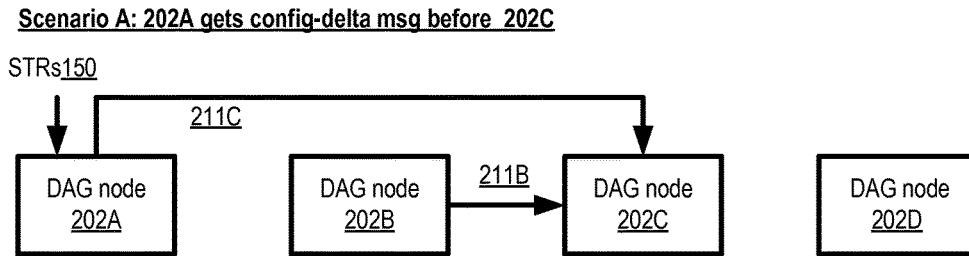 Scenario A: 202A gets config-delta msg before 202C
STRs150
211C
DAG node
202A
DAG node
202B
211B
DAG node
202C
DAG node
202D